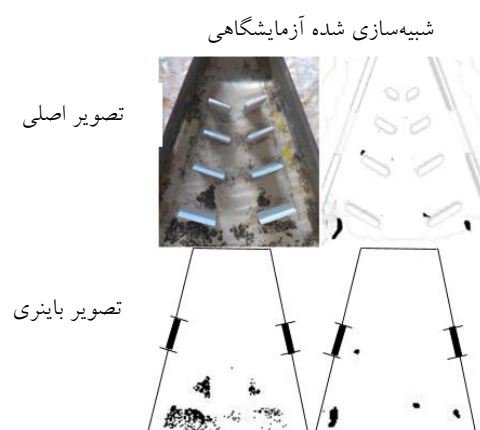 شبیه‌سازی شده آزمایشگاهی
تصویر اصلی
تصویر باینری